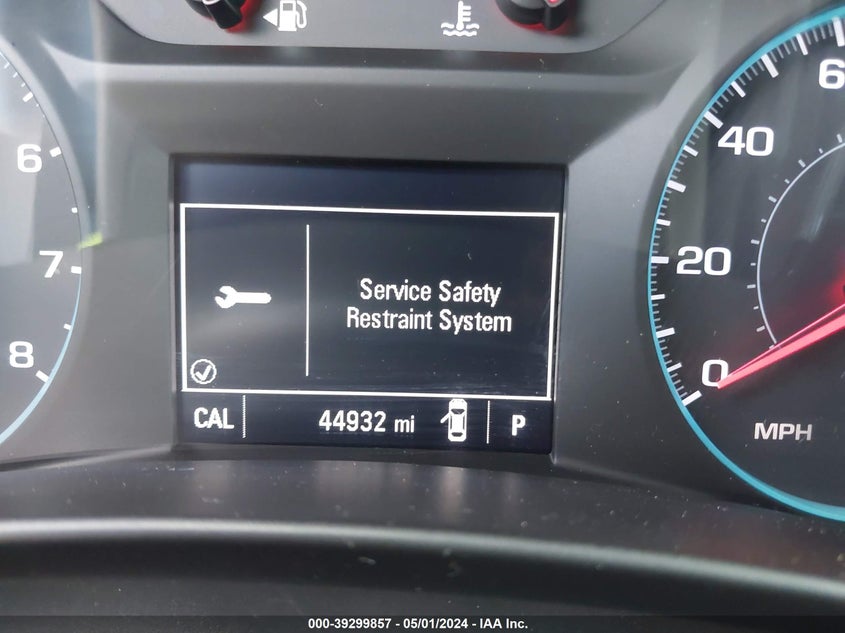 6
7
8
Service Safety
Restraint System
CAL 44932 mi P
60
40
20
0
MPH
000-39299857 - 05/01/2024 - IAA Inc.